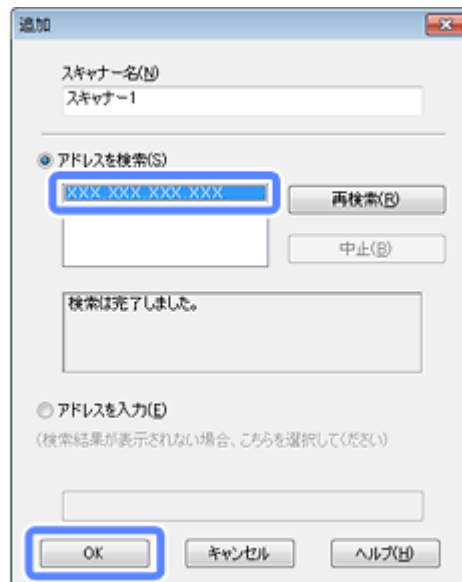 追加
スキャナー名(N)
スキャナー1
アドレスを検索(S)
XXX.XXX.XXX.XXX
再検索(R)
中止(B)
検索は完了しました。
アドレスを入力(E)
(検索結果が表示されない場合、こちらを選択してください)
OK キャンセル ヘルプ(H)